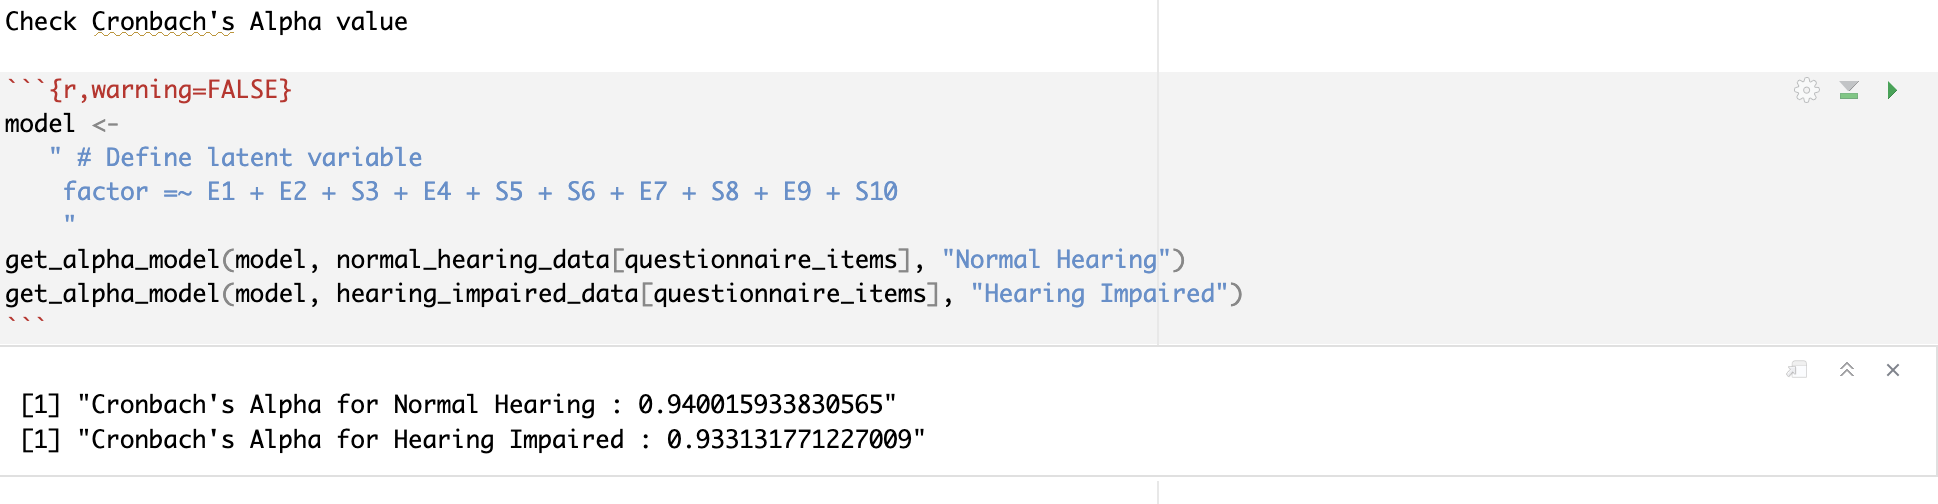 Check Cronbach's Alpha value
```{r,warning=FALSE}
model <-
" # Define latent variable
factor =~ E1 + E2 + S3 + E4 + S5 + S6 + E7 + S8 + E9 + S10
"
get_alpha_model(model, normal_hearing_data[questionnaire_items], "Normal Hearing")
get_alpha_model(model, hearing_impaired_data[questionnaire_items], "Hearing Impaired")
```
[1] "Cronbach's Alpha for Normal Hearing : 0.940015933830565"
[1] "Cronbach's Alpha for Hearing Impaired : 0.933131771227009"